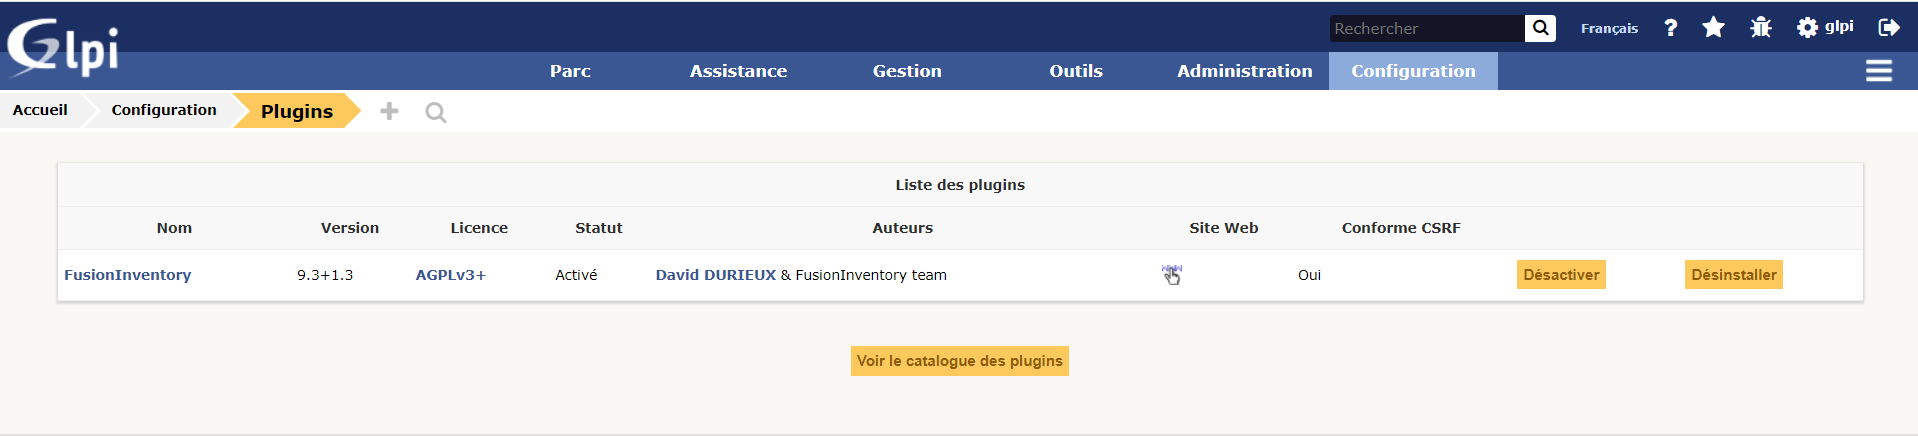 Glpi
Rechercher Français ? glpi
Parc Assistance Gestion Outils Administration Configuration
Accueil Configuration Plugins
Liste des plugins
Nom Version Licence Statut Auteurs Site Web Conforme CSRF
FusionInventory 9.3+1.3 AGPLv3+ Activé David DURIEUX & FusionInventory team Oui Désactiver Désinstaller
Voir le catalogue des plugins